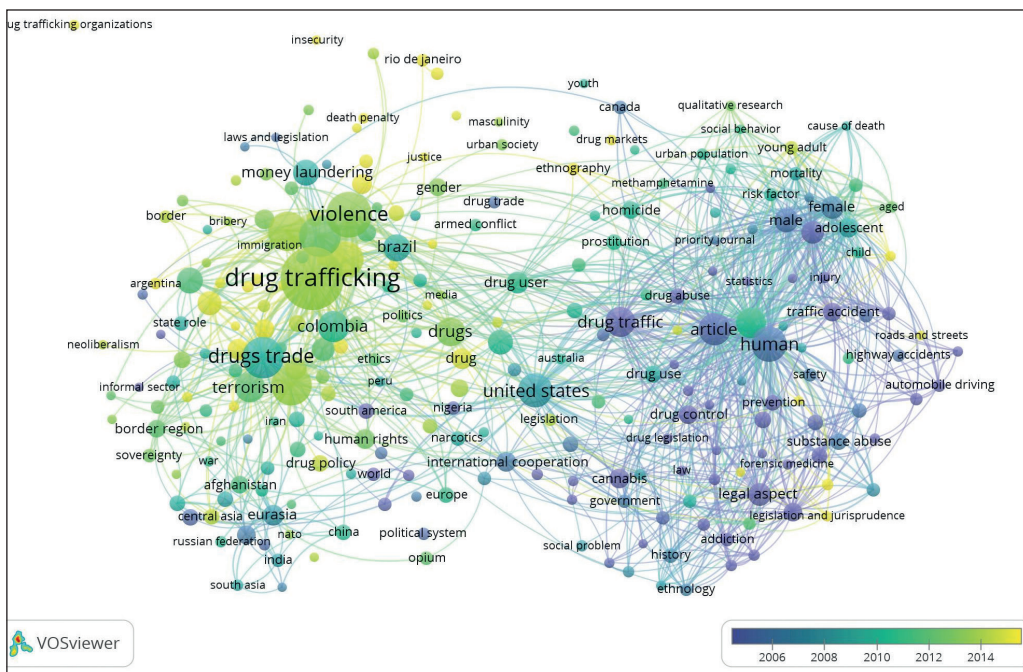 ug trafficking organizations
insecurity
rio de janeiro
youth
canada
qualitative research
death penalty
masculinity
social behavior
cause of death
laws and legislation
drug markets
urban society
justice
urban population
young adult
money laundering
ethnography
mortality
gender
methamphetamine
risk factor
drug trade
female
border
bribery
violence
homicide
male
aged
armed conflict
adolescent
immigration
brazil
prostitution
priority journal
child
drug trafficking
statistics
injury
argentina
drug user
media
drug abuse
traffic accident
state role
colombia
politics
drugs
drug traffic
article
roads and streets
neoliberalism
human
drugs trade
ethics
drug
australia
highway accidents
informal sector
terrorism
peru
drug use
safety
automobile driving
united states
south america
nigeria
prevention
iran
legislation
drug control
border region
human rights
narcotics
drug legislation
substance abuse
sovereignty
war
drug policy
international cooperation
law
forensic medicine
world
afghanistan
cannabis
europe
government
legal aspect
central asia
eurasia
legislation and jurisprudence
russian federation
nato
china
political system
addiction
social problem
history
india
opium
south asia
ethnology
VOSviewer
2006
2008
2010
2012
2014